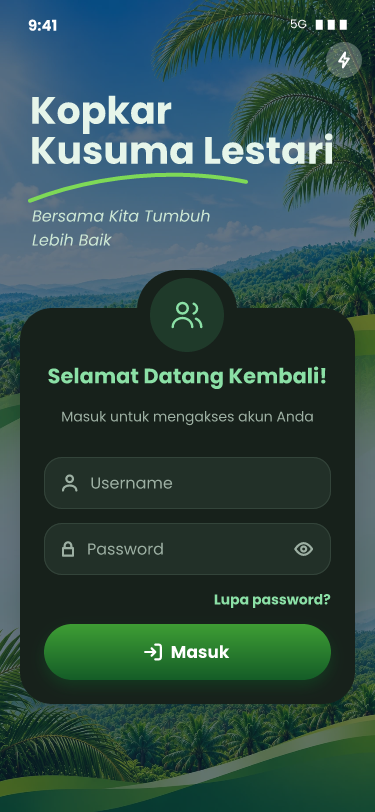 9:41
5G
Kopkar
Kusuma Lestari
Bersama Kita Tumbuh
Lebih Baik
Selamat Datang Kembali!
Masuk untuk mengakses akun Anda
Username
Password
Lupa password?
Masuk